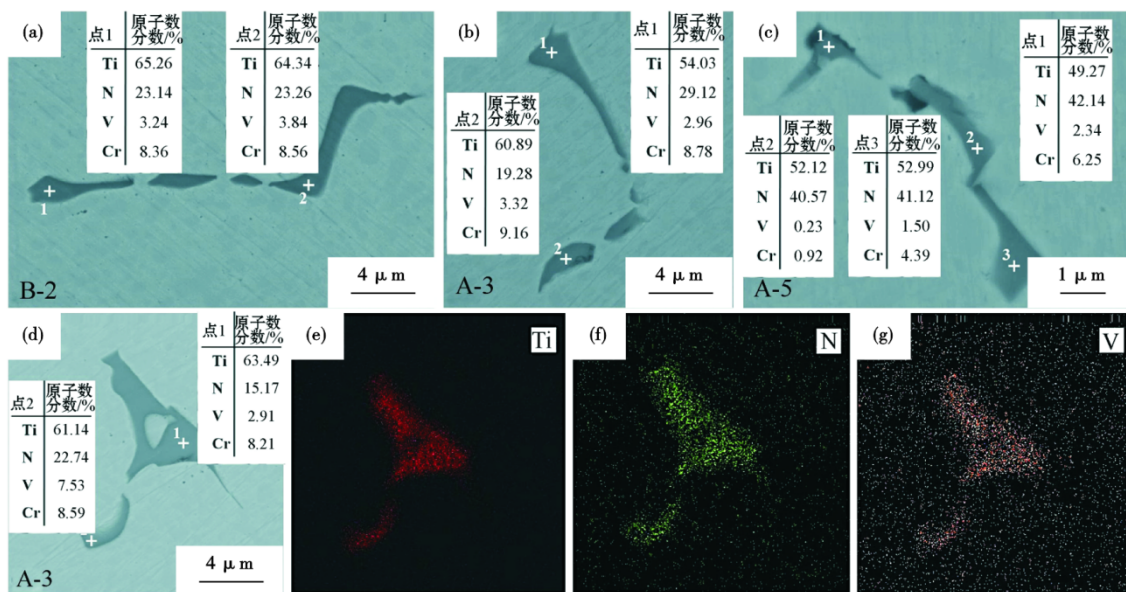 (a)
点1 原子数分数/%
Ti 65.26
N 23.14
V 3.24
Cr 8.36
点2 原子数分数/%
Ti 64.34
N 23.26
V 3.84
Cr 8.56
1
2
B-2
4 μm
(b)
点1 原子数分数/%
Ti 54.03
N 29.12
V 2.96
Cr 8.78
点2 原子数分数/%
Ti 60.89
N 19.28
V 3.32
Cr 9.16
1
2
A-3
4 μm
(c)
点1 原子数分数/%
Ti 49.27
N 42.14
V 2.34
Cr 6.25
点2 原子数分数/%
Ti 52.12
N 40.57
V 0.23
Cr 0.92
点3 原子数分数/%
Ti 52.99
N 41.12
V 1.50
Cr 4.39
1
2
3
A-5
1 μm
(d)
点1 原子数分数/%
Ti 63.49
N 15.17
V 2.91
Cr 8.21
点2 原子数分数/%
Ti 61.14
N 22.74
V 7.53
Cr 8.59
1
A-3
4 μm
(e)
Ti
(f)
N
(g)
V